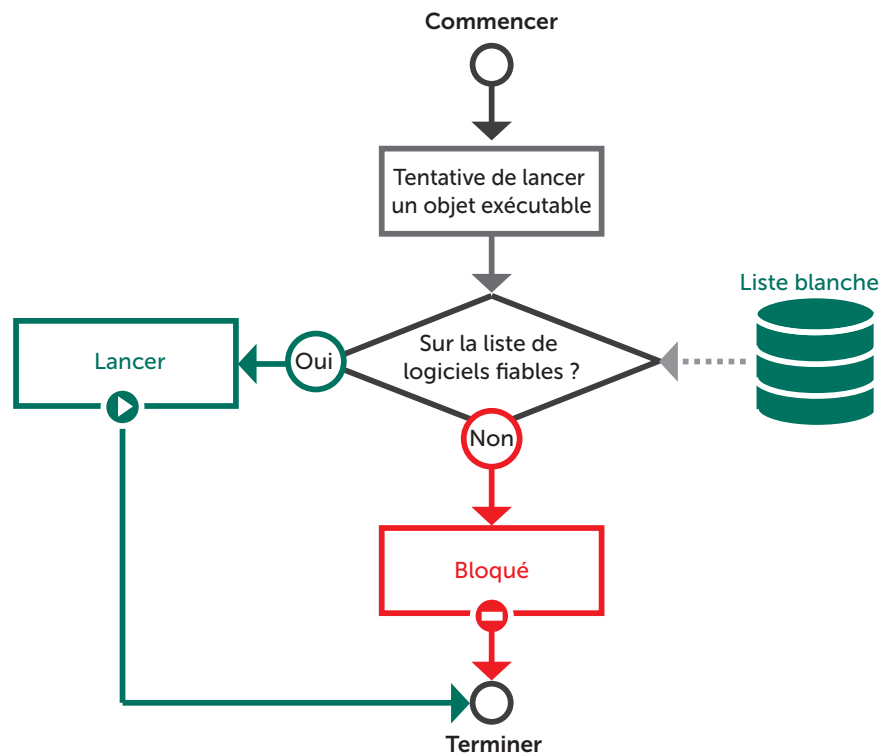 Commencer
Tentative de lancer
un objet exécutable
Liste blanche
Sur la liste de
logiciels fiables ?
Oui
Lancer
Non
Bloqué
Terminer